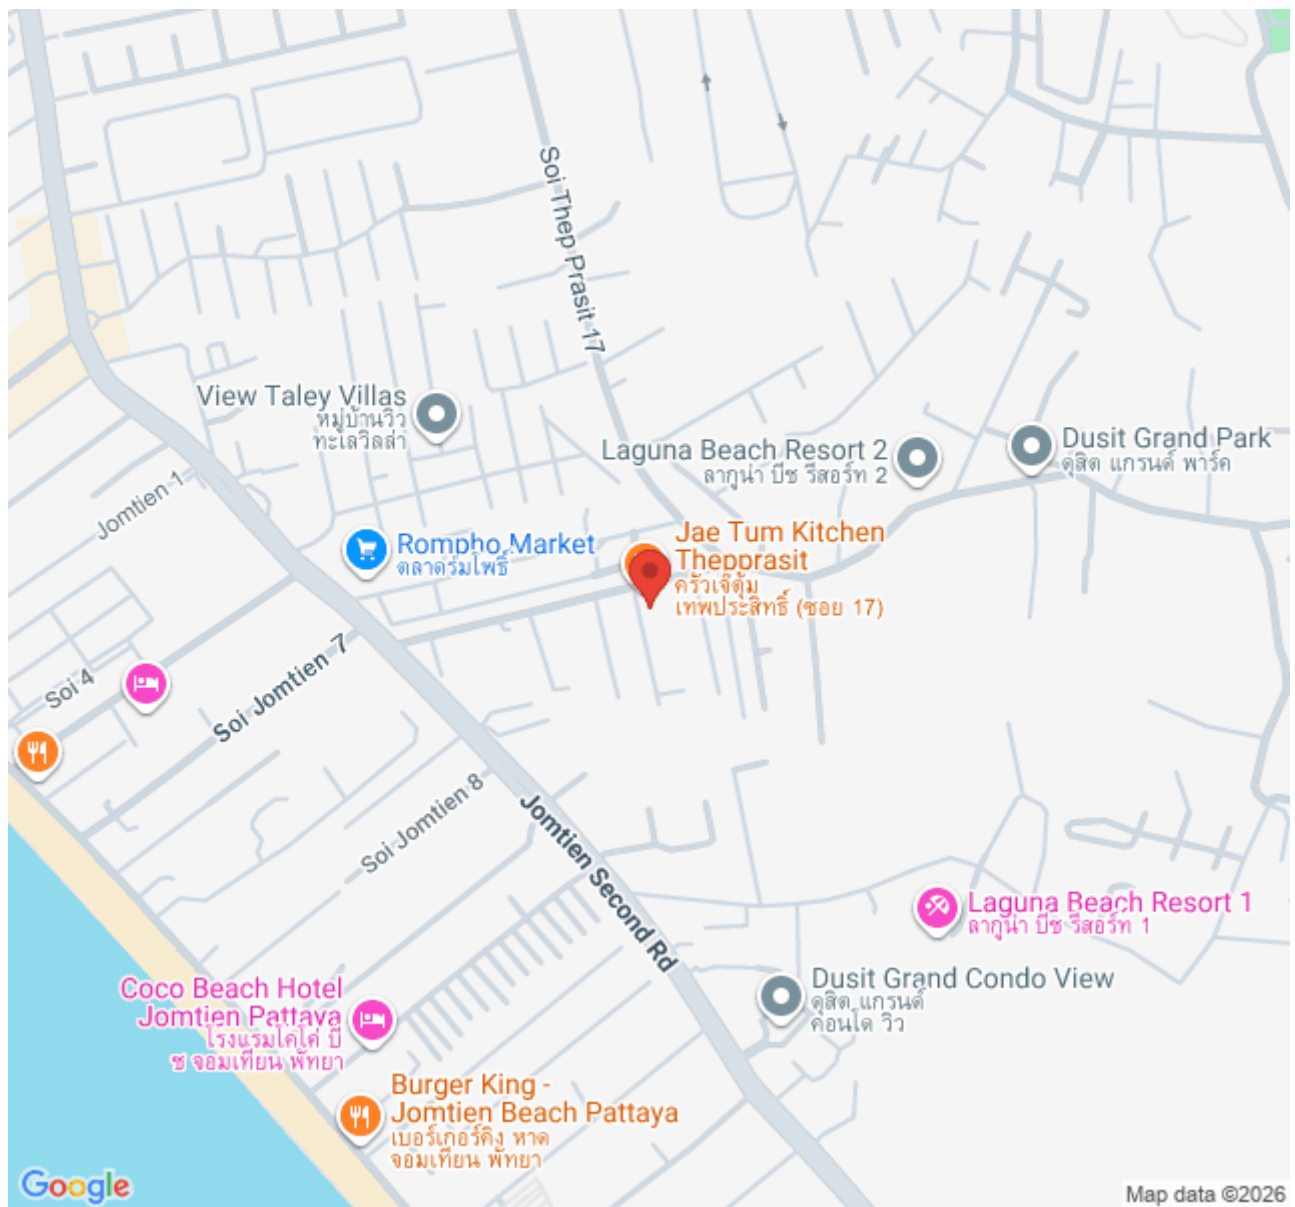 Soi Thep Prasit 17
View Taley Villas
หมู่บ้านวิว
ทะเลวิลล่า
Laguna Beach Resort 2
ลากูน่า บีช รีสอร์ท 2
Dusit Grand Park
ดุสิต แกรนด์ พาร์ค
Jomtien 1
Rompho Market
ตลาดร่มโพธิ์
Jae Tum Kitchen
Thepprasit
ครัวเจ๊ตุ้ม
เทพประสิทธิ์ (ซอย 17)
Soi 4
Soi Jomtien 7
Soi Jomtien 8
Jomtien Second Rd
Laguna Beach Resort 1
ลากูน่า บีช รีสอร์ท 1
Dusit Grand Condo View
ดุสิต แกรนด์
คอนโด วิว
Coco Beach Hotel
Jomtien Pattaya
โรงแรมโคโค่ บี
ช จอมเทียน พัทยา
Burger King -
Jomtien Beach Pattaya
เบอร์เกอร์คิง หาด
จอมเทียน พัทยา
Google
Map data ©2026